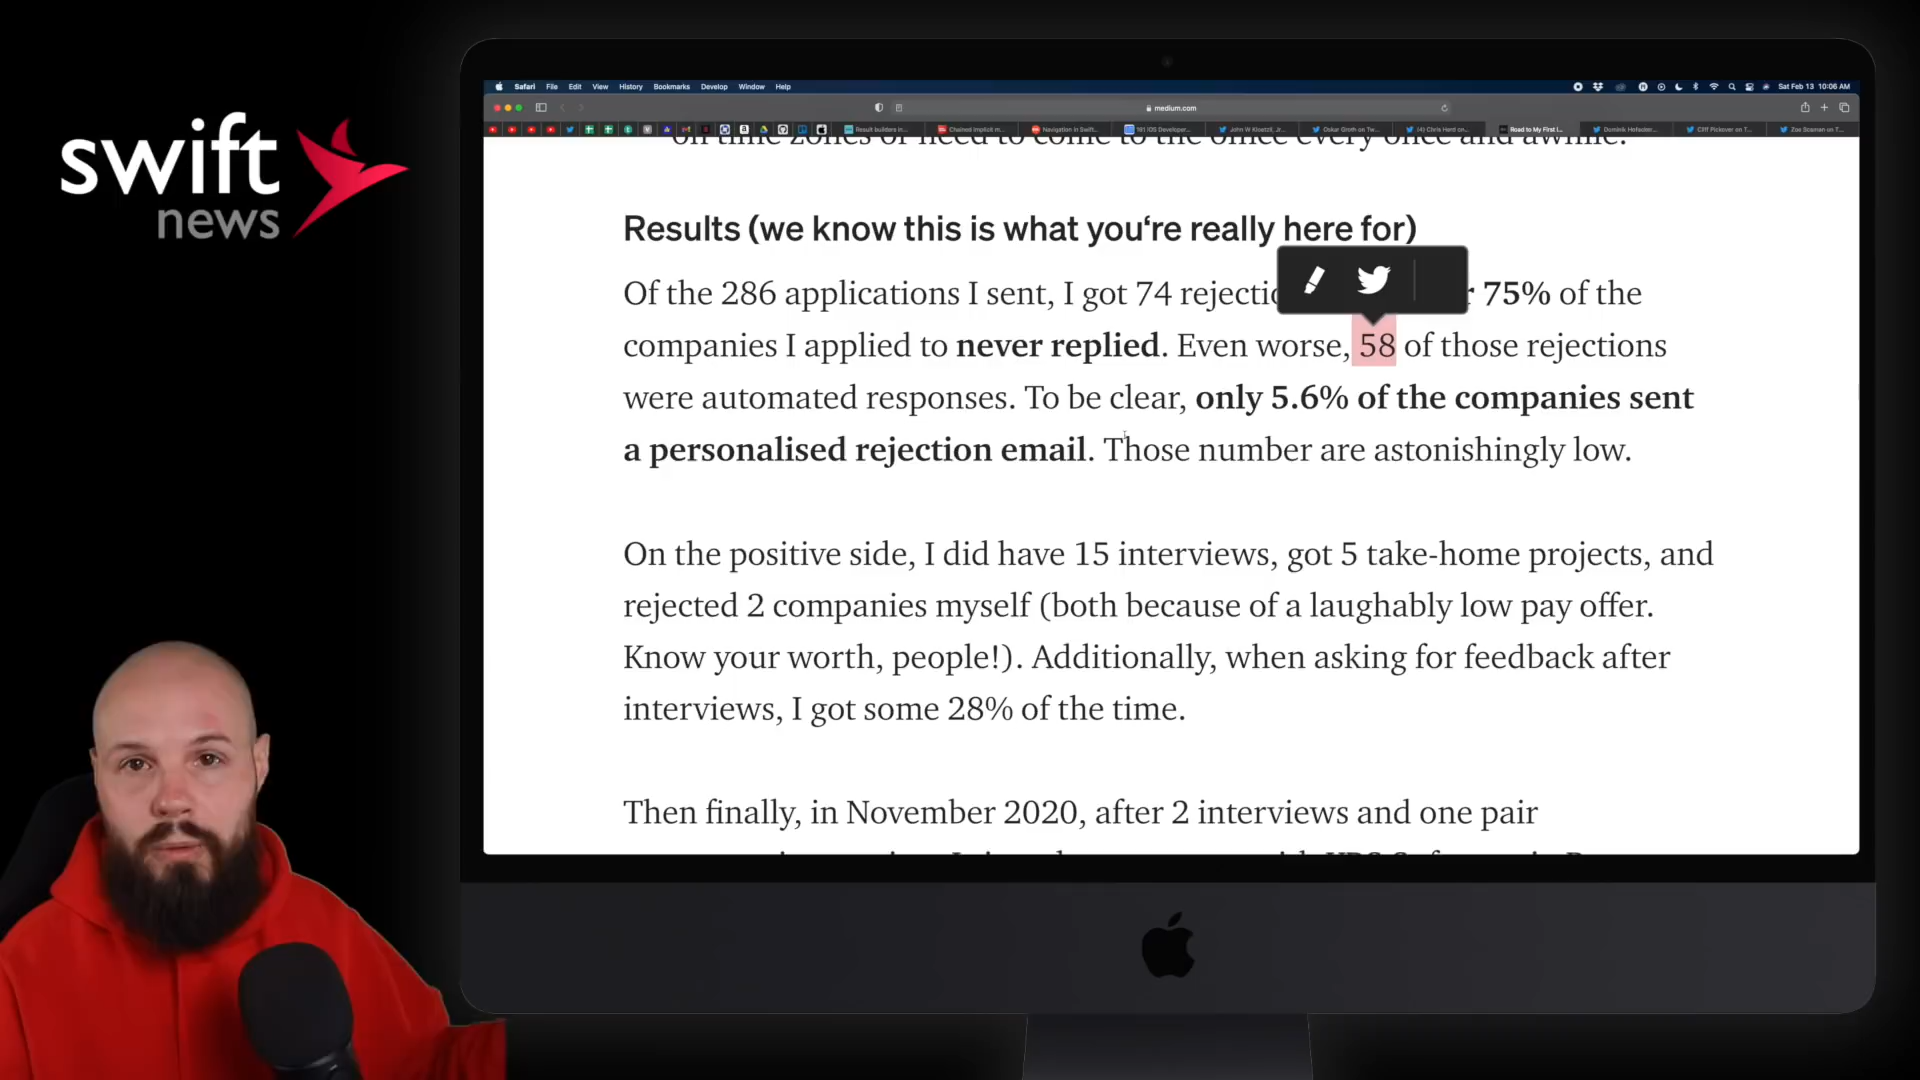 swift
news
Safari File Edit View History Bookmarks Develop Window Help
Sat Feb 13 10:06 AM
medium.com
Result builders in...
Chained implicit m...
Navigation in Swift...
161 iOS Developer...
Oskar Groth on Tw...
(4) Chris Herd on...
Road to My First i...
Cliff Pickover on T...
Zoe Scaman on T...
on time zones or need to come to the office every once and awhile.
Results (we know this is what you're really here for)
Of the 286 applications I sent, I got 74 rejectio r 75% of the
companies I applied to never replied. Even worse, 58 of those rejections
were automated responses. To be clear, only 5.6% of the companies sent
a personalised rejection email. Those number are astonishingly low.
On the positive side, I did have 15 interviews, got 5 take-home projects, and
rejected 2 companies myself (both because of a laughably low pay offer.
Know your worth, people!). Additionally, when asking for feedback after
interviews, I got some 28% of the time.
Then finally, in November 2020, after 2 interviews and one pair